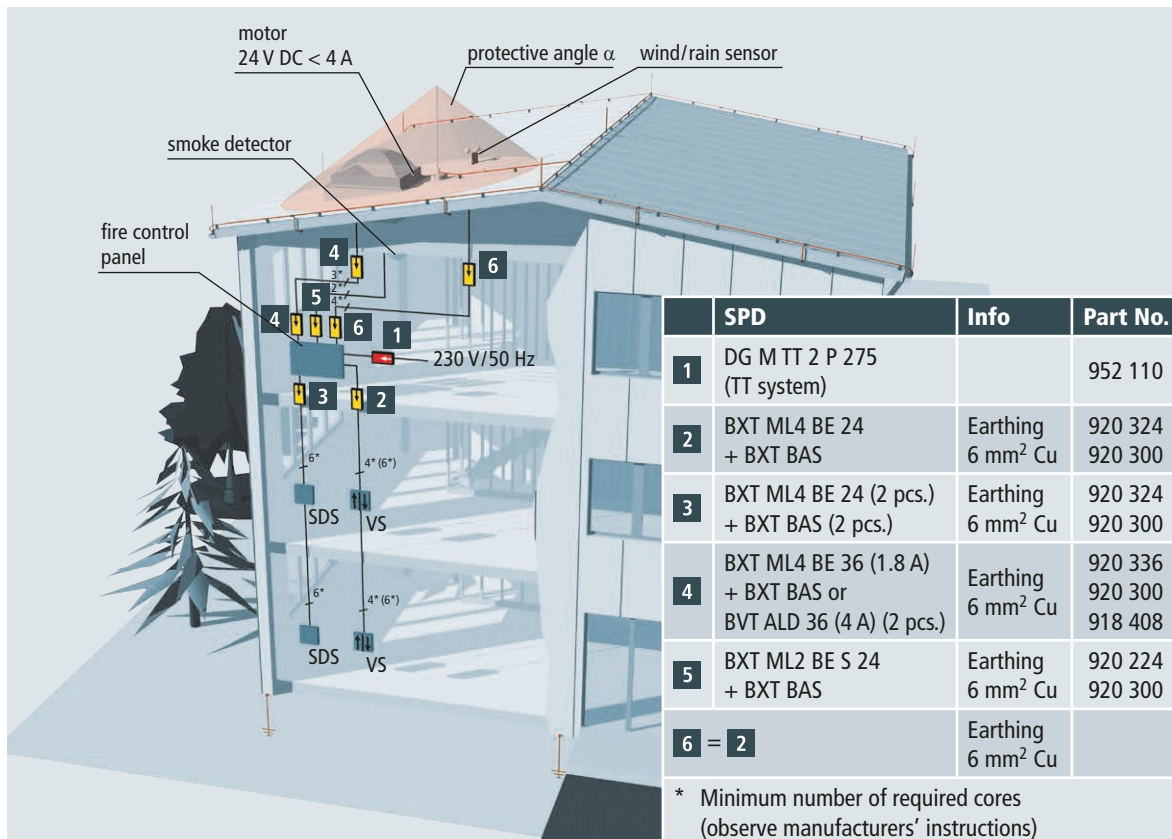 motor
24 V DC < 4 A
protective angle α
wind/rain sensor
smoke detector
fire control
panel
4
6
3*
2*
4*
5
4
6
1
230 V/50 Hz
3
2
6*
4* (6*)
SDS
VS
6*
4* (6*)
SDS
VS
SPD Info Part No.
1 DG M TT 2 P 275
(TT system) 952 110
2 BXT ML4 BE 24 Earthing 920 324
+ BXT BAS 6 mm² Cu 920 300
3 BXT ML4 BE 24 (2 pcs.) Earthing 920 324
+ BXT BAS (2 pcs.) 6 mm² Cu 920 300
4 BXT ML4 BE 36 (1.8 A) Earthing 920 336
+ BXT BAS or 6 mm² Cu 920 300
BVT ALD 36 (4 A) (2 pcs.) 918 408
5 BXT ML2 BE S 24 Earthing 920 224
+ BXT BAS 6 mm² Cu 920 300
6 = 2 Earthing
6 mm² Cu
* Minimum number of required cores
(observe manufacturers' instructions)